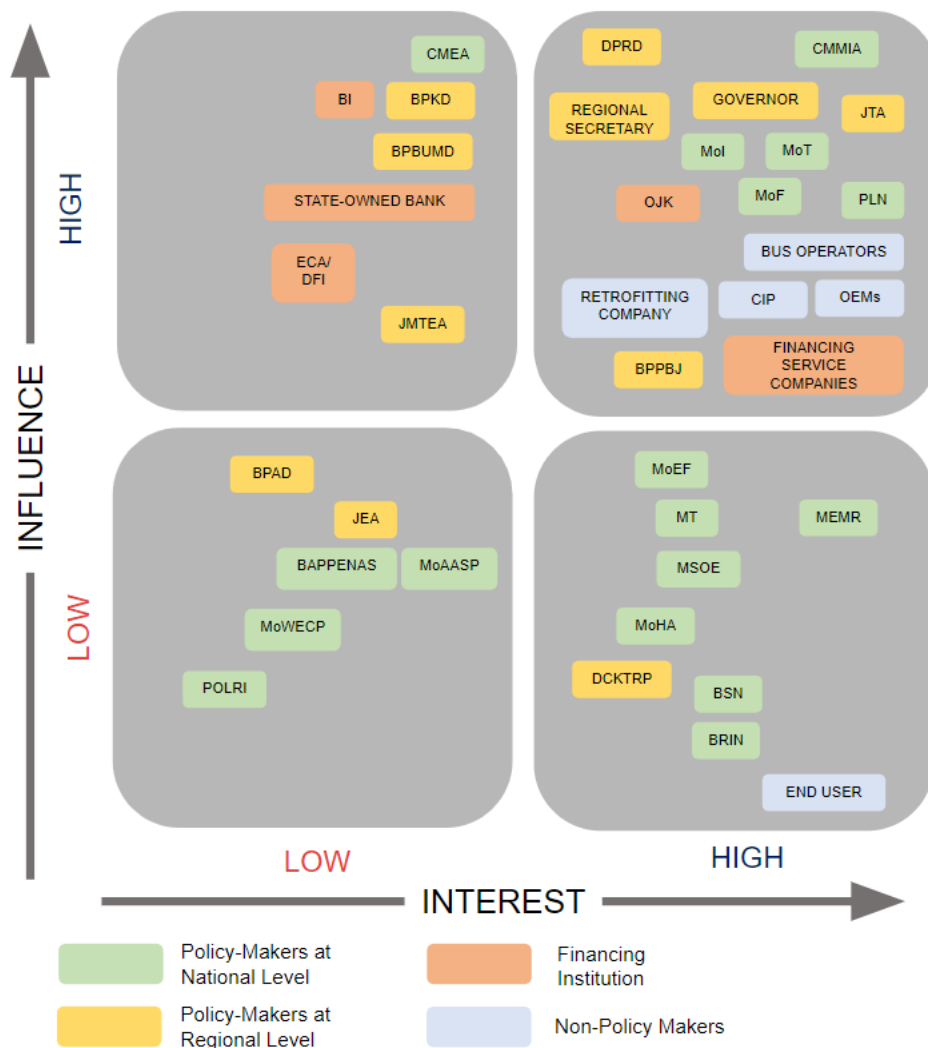 CMEA
BI
BPKD
BPBUMD
STATE-OWNED BANK
ECA/
DFI
JMTEA
DPRD
CMMIA
REGIONAL
SECRETARY
GOVERNOR
JTA
MoI
MoT
OJK
MoF
PLN
BUS OPERATORS
RETROFITTING
COMPANY
CIP
OEMs
BPPBJ
FINANCING
SERVICE
COMPANIES
HIGH
INFLUENCE
LOW
BPAD
JEA
BAPPENAS
MoAASP
MoWECP
POLRI
MoEF
MT
MEMR
MSOE
MoHA
DCKTRP
BSN
BRIN
END USER
LOW
HIGH
INTEREST
Policy-Makers at
National Level
Financing
Institution
Policy-Makers at
Regional Level
Non-Policy Makers